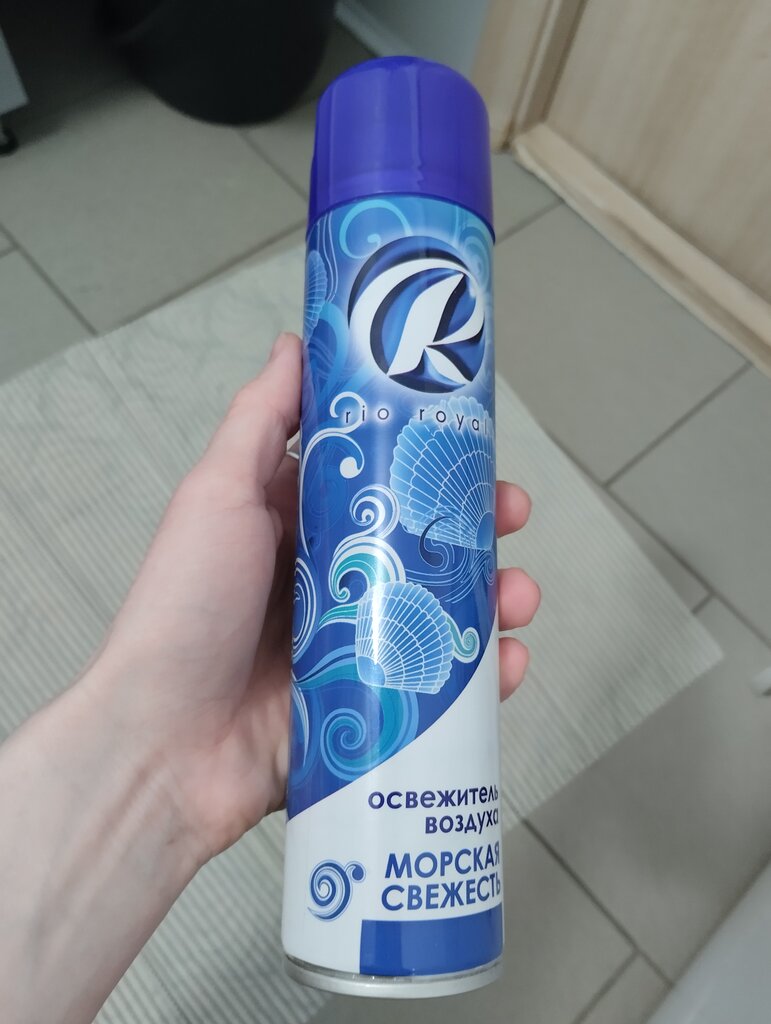 R
rio royal
освежитель
воздуха
МОРСКАЯ
СВЕЖЕСТЬ